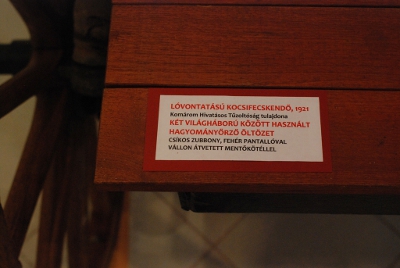 LÓVONTATÁSÚ KOCSIFECSKENDŐ, 1921
Komárom Hivatásos Tűzoltóság tulajdona
KÉT VILÁGHÁBORÚ KÖZÖTT HASZNÁLT
HAGYOMÁNYŐRZŐ ÖLTÖZET
CSÍKOS ZUBBONY, FEHÉR PANTALLÓVAL
VÁLLON ÁTVETETT MENTŐKÖTÉLLEL